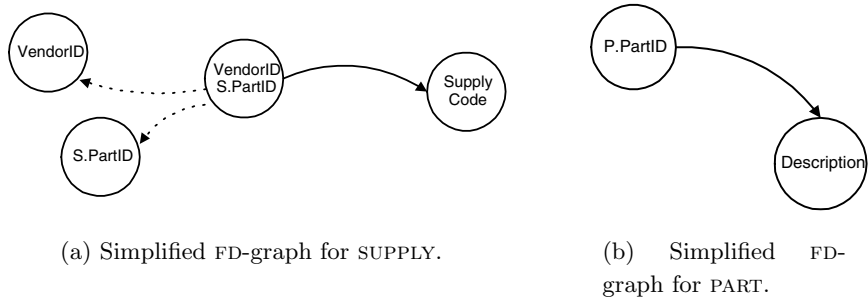 VendorID
S.PartID
VendorID
S.PartID
Supply
Code
(a) Simplified FD-graph for SUPPLY.
P.PartID
Description
(b) Simplified FD-
graph for PART.